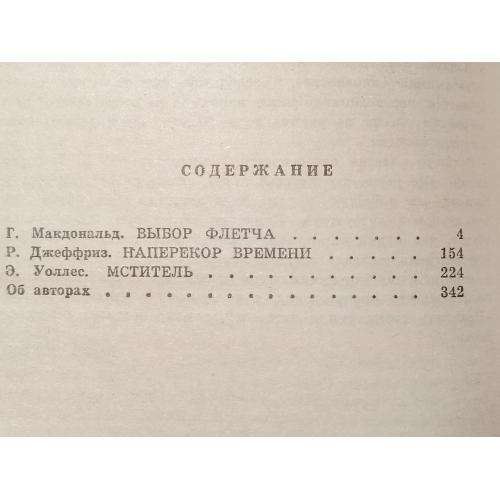 СОДЕРЖАНИЕ
Г. Макдональд. ВЫБОР ФЛЕТЧА . . . . . . . 4
Р. Джеффриз. НАПЕРЕКОР ВРЕМЕНИ . . . . . 154
Э. Уоллес. МСТИТЕЛЬ . . . . . . . . . . . 224
Об авторах . . . . . . . . . . . . . . . . 342